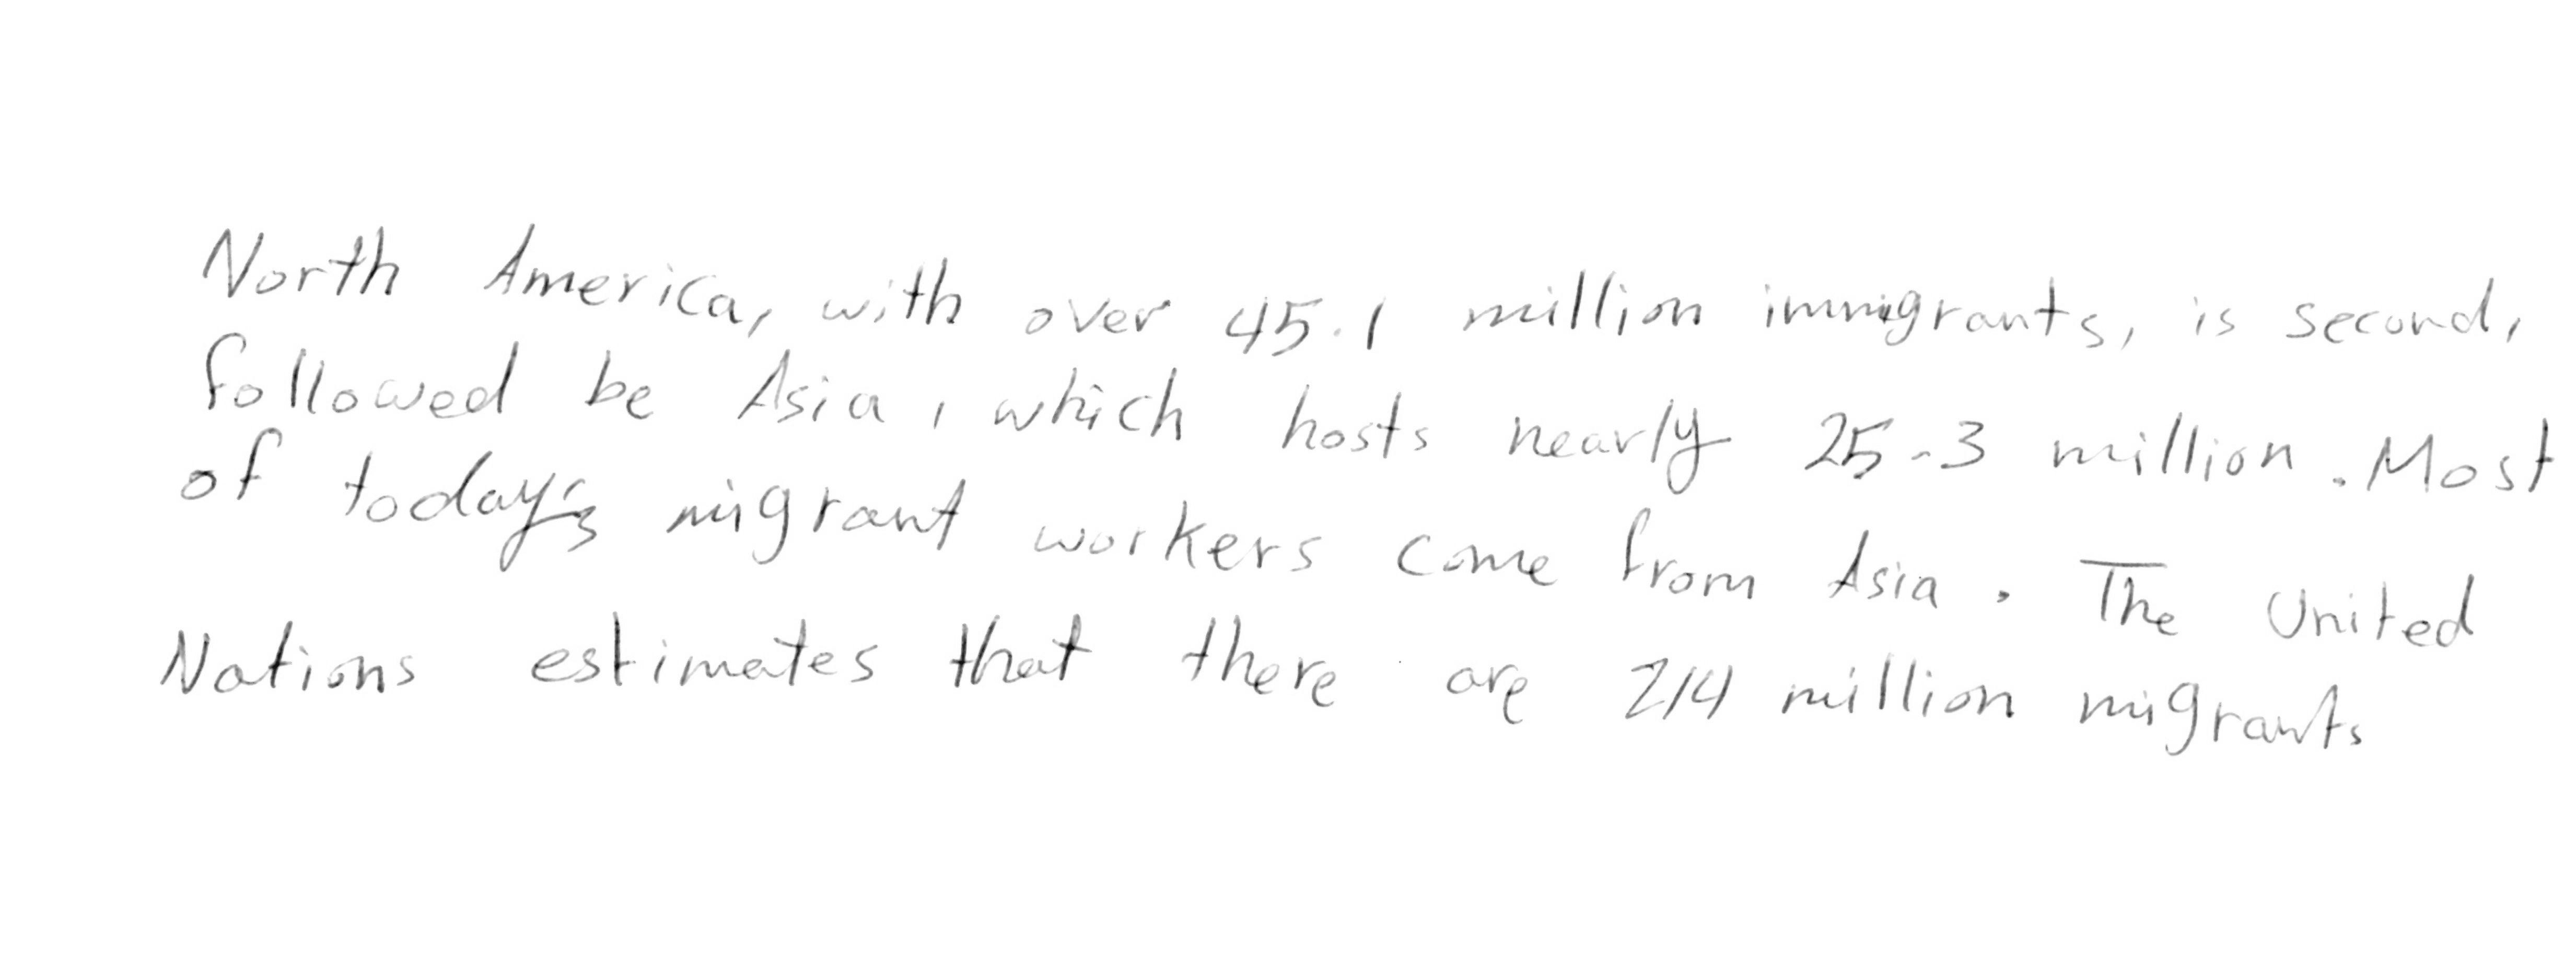 North America, with over 45.1 million immigrants, is second,
followed be Asia, which hosts nearly 25.3 million. Most
of today's migrant workers come from Asia. The United
Nations estimates that there are 214 million migrants